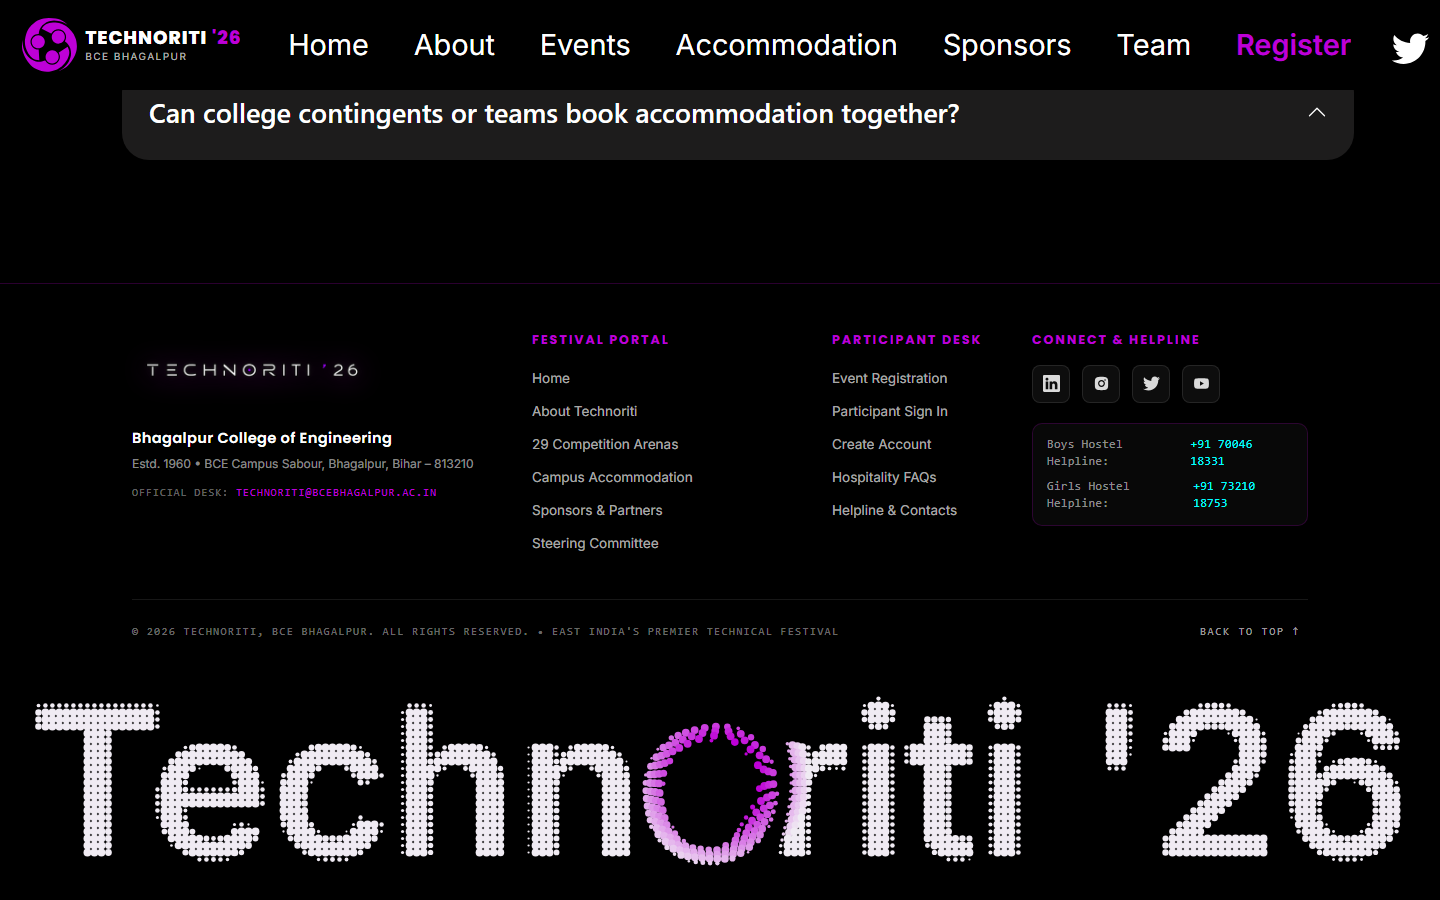 TECHNORITI '26
BCE BHAGALPUR
Home
About
Events
Accommodation
Sponsors
Team
Register
Can college contingents or teams book accommodation together?
TECHNORITI '26
Bhagalpur College of Engineering
Estd. 1960 • BCE Campus Sabour, Bhagalpur, Bihar – 813210
OFFICIAL DESK: TECHNORITI@BCEBHAGALPUR.AC.IN
FESTIVAL PORTAL
Home
About Technoriti
29 Competition Arenas
Campus Accommodation
Sponsors & Partners
Steering Committee
PARTICIPANT DESK
Event Registration
Participant Sign In
Create Account
Hospitality FAQs
Helpline & Contacts
CONNECT & HELPLINE
Boys Hostel Helpline:
+91 70046 18331
Girls Hostel Helpline:
+91 73210 18753
© 2026 TECHNORITI, BCE BHAGALPUR. ALL RIGHTS RESERVED. • EAST INDIA'S PREMIER TECHNICAL FESTIVAL
BACK TO TOP ↑
Technoriti '26